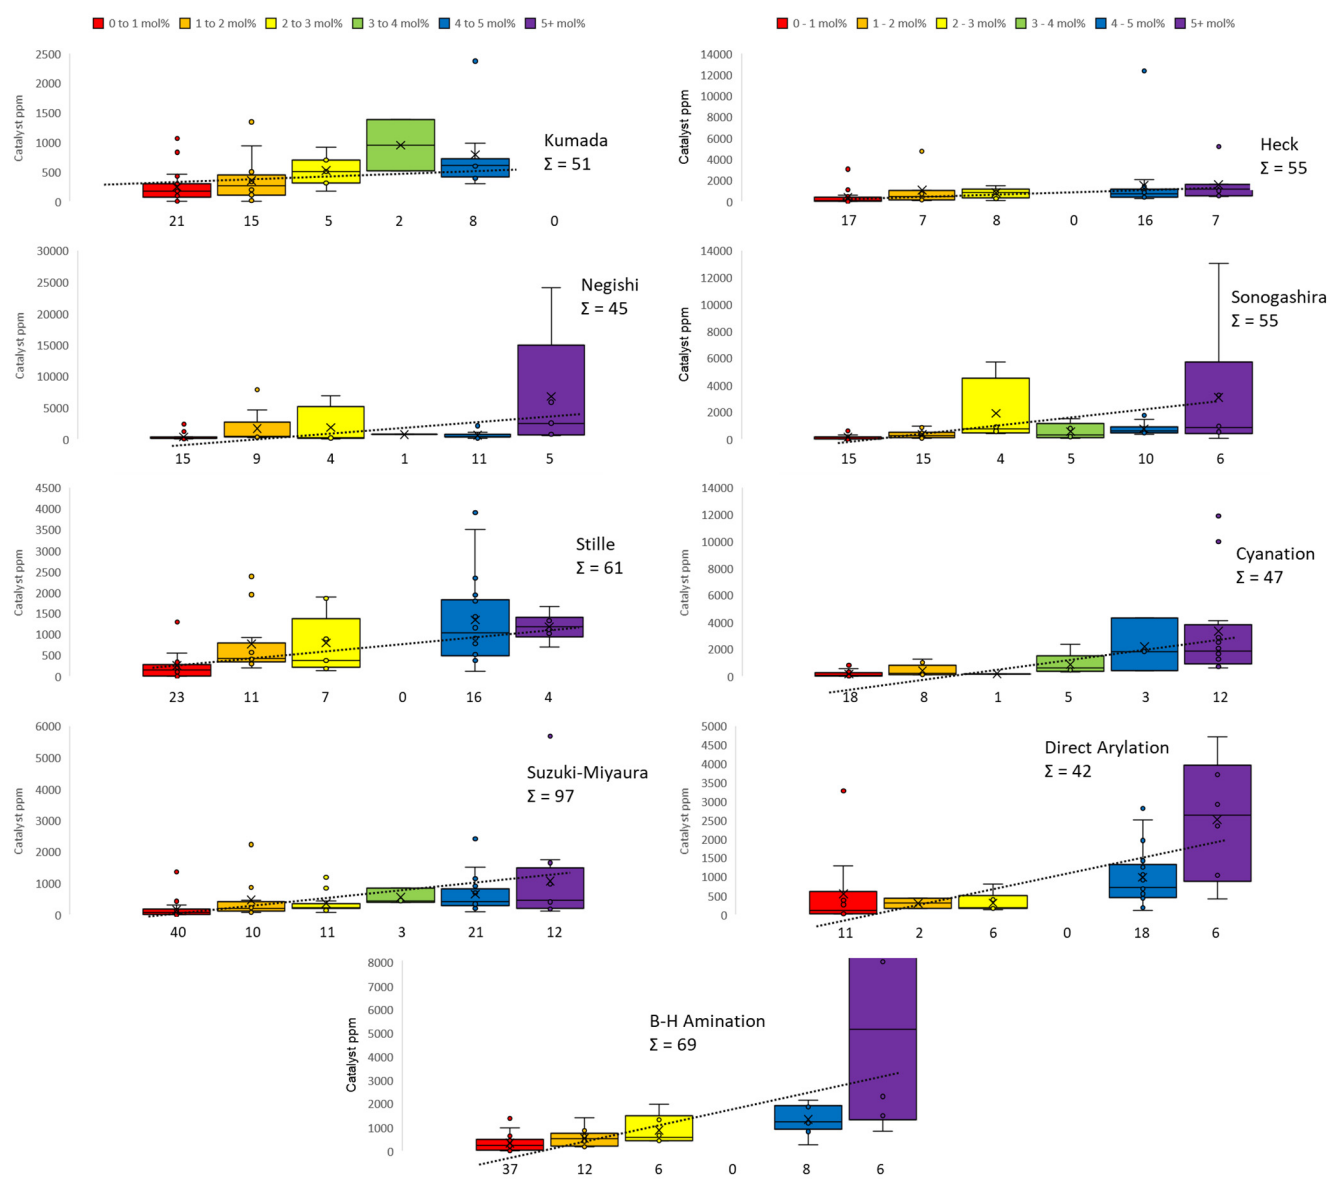 0 to 1 mol% 1 to 2 mol% 2 to 3 mol% 3 to 4 mol% 4 to 5 mol% 5+ mol%
0 - 1 mol% 1 - 2 mol% 2 - 3 mol% 3 - 4 mol% 4 - 5 mol% 5+ mol%
Catalyst ppm
2500
2000
1500
1000
500
0
Kumada
Σ = 51
21 15 5 2 8 0
Catalyst ppm
14000
12000
10000
8000
6000
4000
2000
0
Heck
Σ = 55
17 7 8 0 16 7
Catalyst ppm
30000
25000
20000
15000
10000
5000
0
Negishi
Σ = 45
15 9 4 1 11 5
Catalyst ppm
14000
12000
10000
8000
6000
4000
2000
0
Sonogashira
Σ = 55
15 15 4 5 10 6
Catalyst ppm
4500
4000
3500
3000
2500
2000
1500
1000
500
0
Stille
Σ = 61
23 11 7 0 16 4
Catalyst ppm
14000
12000
10000
8000
6000
4000
2000
0
Cyanation
Σ = 47
18 8 1 5 3 12
Catalyst ppm
6000
5000
4000
3000
2000
1000
0
Suzuki-Miyaura
Σ = 97
40 10 11 3 21 12
Catalyst ppm
5000
4500
4000
3500
3000
2500
2000
1500
1000
500
0
Direct Arylation
Σ = 42
11 2 6 0 18 6
Catalyst ppm
8000
7000
6000
5000
4000
3000
2000
1000
0
B-H Amination
Σ = 69
37 12 6 0 8 6